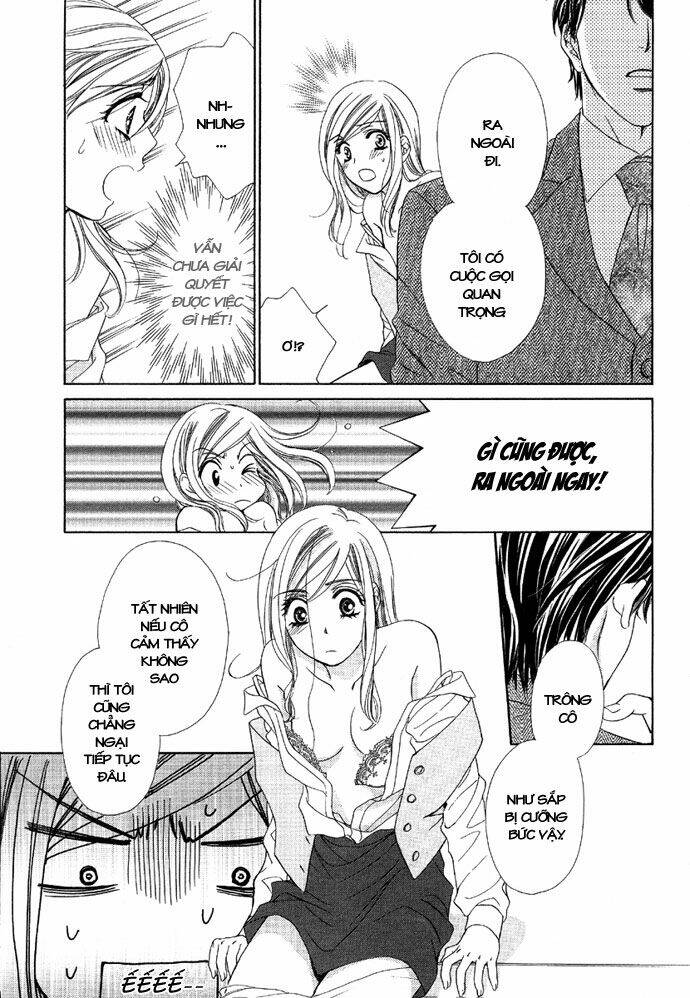 RA
NGOÀI
ĐI.
TÔI CÓ
CUỘC GỌI
QUAN
TRỌNG
Ơ!?
NH-
NHƯNG
...
VẪN
CHƯA GIẢI
QUYẾT
ĐƯỢC VIỆC
GÌ HẾT!
GÌ CŨNG ĐƯỢC,
RA NGOÀI NGAY!
TRÔNG
CÔ
NHƯ SẮP
BỊ CƯỠNG
BỨC VẬY.
TẤT NHIÊN
NẾU CÔ
CẢM THẤY
KHÔNG
SAO
THÌ TÔI
CŨNG
CHẲNG
NGẠI
TIẾP TỤC
ĐÂU.
ẾẾẾẾ--